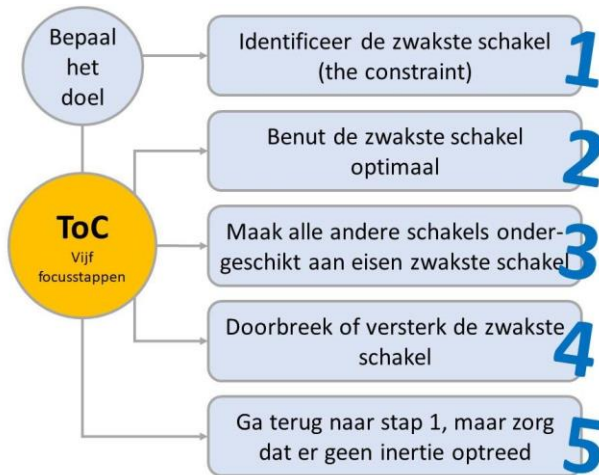 Bepaal
het
doel
Identificeer de zwakste schakel
(the constraint)
1
Benut de zwakste schakel
optimaal
2
ToC
Vijf
focusstappen
Maak alle andere schakels onder-
geschikt aan eisen zwakste schakel
3
Doorbreek of versterk de zwakste
schakel
4
Ga terug naar stap 1, maar zorg
dat er geen inertie optreed
5